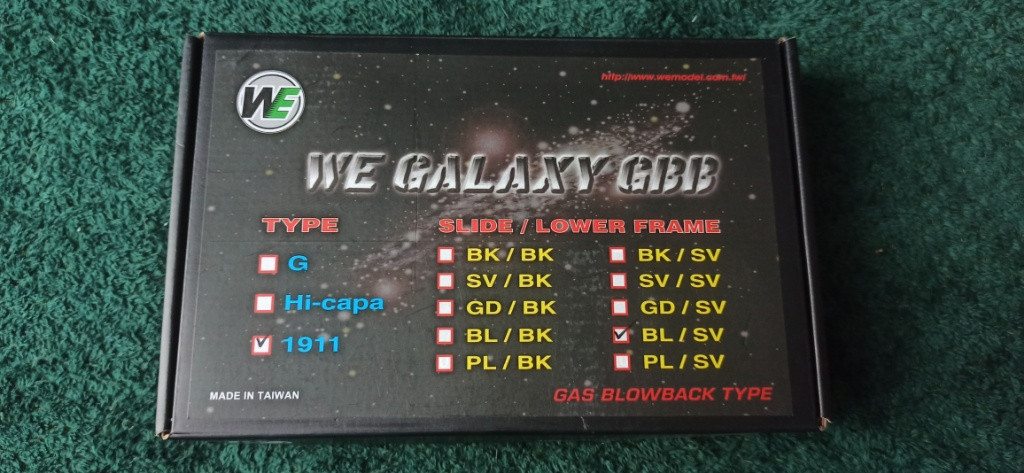 http://www.wemodel.com.tw/
WE
WE GALAXY GBB
TYPE
G
Hi-capa
1911
SLIDE / LOWER FRAME
BK / BK
SV / BK
GD / BK
BL / BK
PL / BK
BK / SV
SV / SV
GD / SV
BL / SV
PL / SV
MADE IN TAIWAN
GAS BLOWBACK TYPE